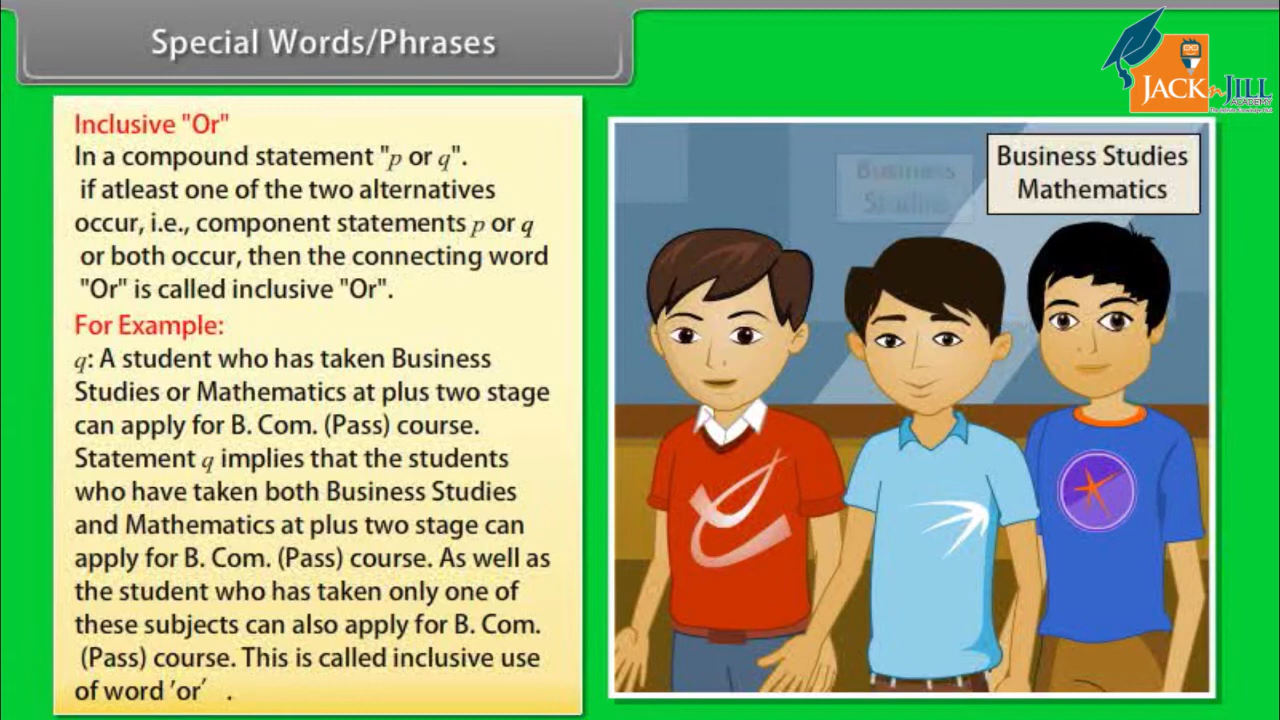 Special Words/Phrases
JACK n JILL
ACADEMY
Inclusive "Or"
In a compound statement "p or q".
if atleast one of the two alternatives
occur, i.e., component statements p or q
or both occur, then the connecting word
"Or" is called inclusive "Or".
For Example:
q: A student who has taken Business
Studies or Mathematics at plus two stage
can apply for B. Com. (Pass) course.
Statement q implies that the students
who have taken both Business Studies
and Mathematics at plus two stage can
apply for B. Com. (Pass) course. As well as
the student who has taken only one of
these subjects can also apply for B. Com.
(Pass) course. This is called inclusive use
of word 'or' .
Business
Studies
Business Studies
Mathematics